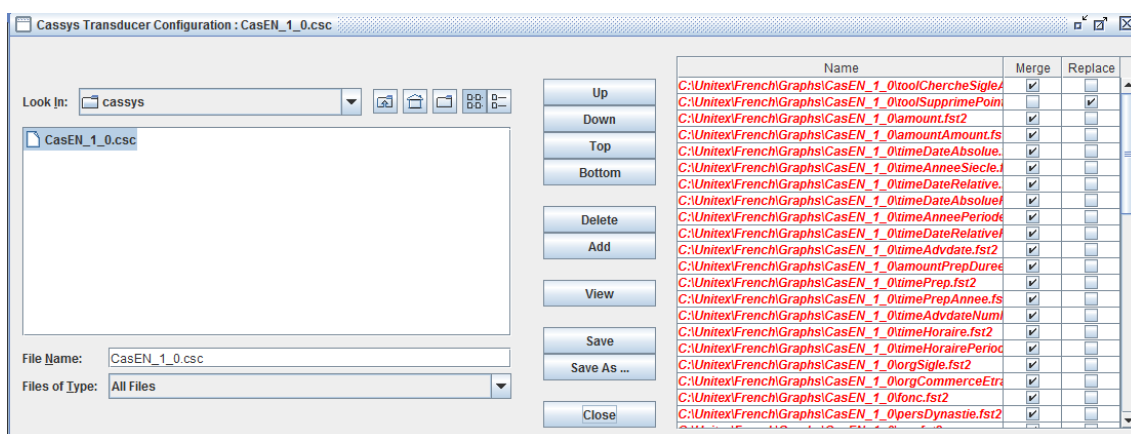 Cassys Transducer Configuration : CasEN_1_0.csc
Look In:
cassys
CasEN_1_0.csc
File Name:
CasEN_1_0.csc
Files of Type:
All Files
Up
Down
Top
Bottom
Delete
Add
View
Save
Save As ...
Close
Name Merge Replace
C:\Unitex\French\Graphs\CasEN_1_0\toolChercheSigleA
C:\Unitex\French\Graphs\CasEN_1_0\toolSupprimePoint
C:\Unitex\French\Graphs\CasEN_1_0\amount.fst2
C:\Unitex\French\Graphs\CasEN_1_0\amountAmount.fs
C:\Unitex\French\Graphs\CasEN_1_0\timeDateAbsolue.
C:\Unitex\French\Graphs\CasEN_1_0\timeAnneeSiecle.f
C:\Unitex\French\Graphs\CasEN_1_0\timeDateRelative.
C:\Unitex\French\Graphs\CasEN_1_0\timeDateAbsolueF
C:\Unitex\French\Graphs\CasEN_1_0\timeAnneePeriode
C:\Unitex\French\Graphs\CasEN_1_0\timeDateRelativeF
C:\Unitex\French\Graphs\CasEN_1_0\timeAdvdate.fst2
C:\Unitex\French\Graphs\CasEN_1_0\amountPrepDuree
C:\Unitex\French\Graphs\CasEN_1_0\timePrep.fst2
C:\Unitex\French\Graphs\CasEN_1_0\timePrepAnnee.fs
C:\Unitex\French\Graphs\CasEN_1_0\timeAdvdateNumi
C:\Unitex\French\Graphs\CasEN_1_0\timeHoraire.fst2
C:\Unitex\French\Graphs\CasEN_1_0\timeHorairePerioc
C:\Unitex\French\Graphs\CasEN_1_0\orgSigle.fst2
C:\Unitex\French\Graphs\CasEN_1_0\orgCommerceEtra
C:\Unitex\French\Graphs\CasEN_1_0\fonc.fst2
C:\Unitex\French\Graphs\CasEN_1_0\persDynastie.fst2